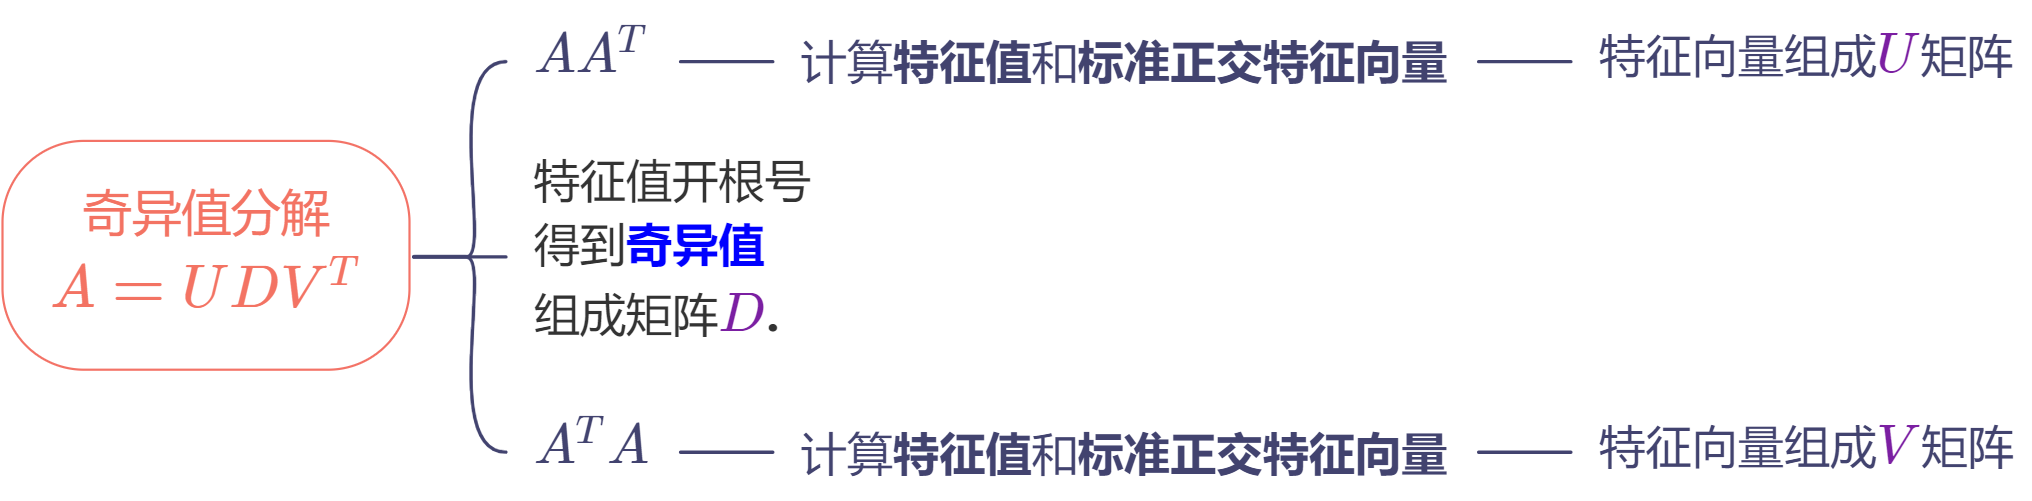 奇异值分解
$A = UDV^T$
$AA^T$
计算特征值和标准正交特征向量
特征向量组成$U$矩阵
特征值开根号
得到奇异值
组成矩阵$D$.
$A^T A$
计算特征值和标准正交特征向量
特征向量组成$V$矩阵